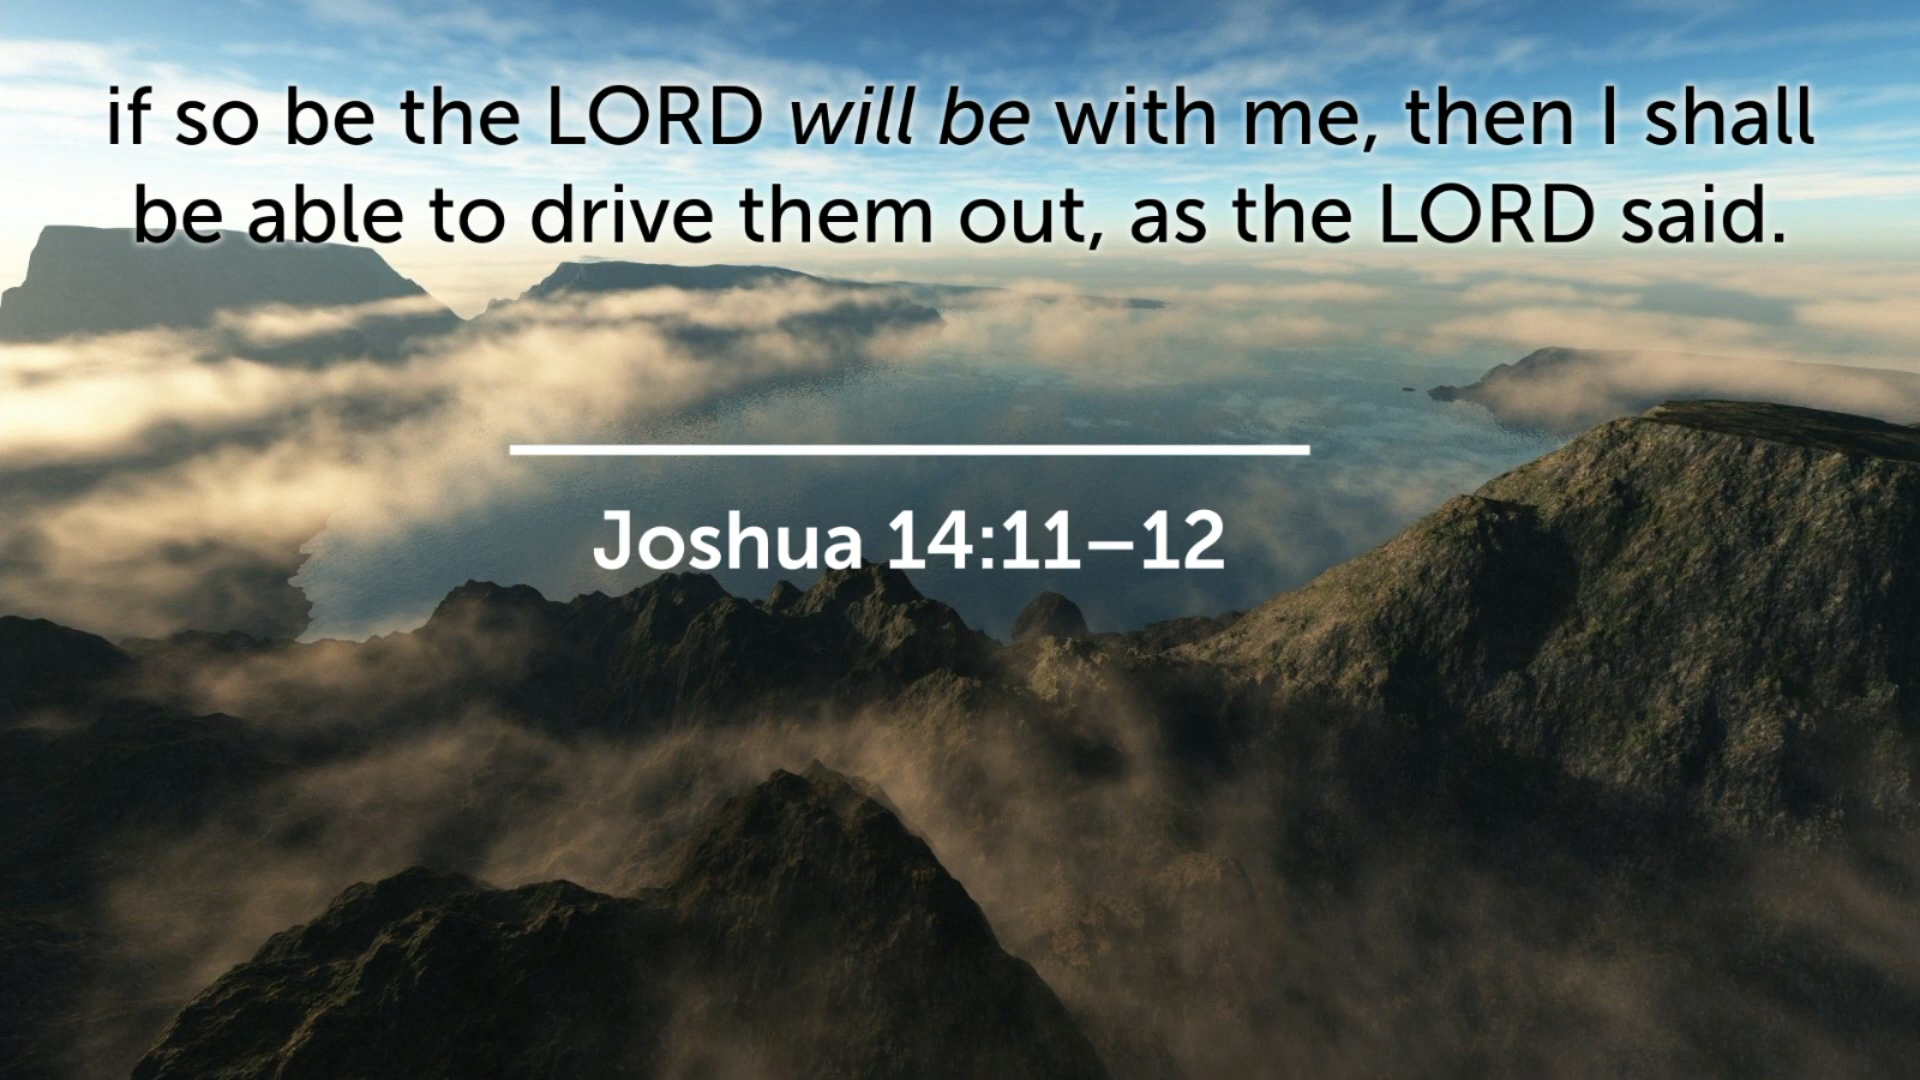 if so be the LORD will be with me, then I shall
be able to drive them out, as the LORD said.
Joshua 14:11–12